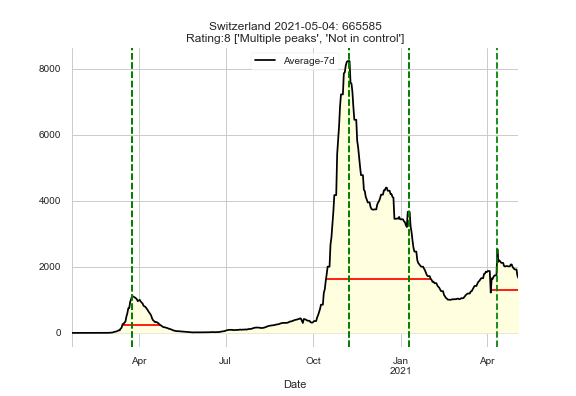 Switzerland 2021-05-04: 665585
Rating:8 ['Multiple peaks', 'Not in control']
Average-7d
8000
6000
4000
2000
0
Apr
Jul
Oct
Jan
2021
Apr
Date